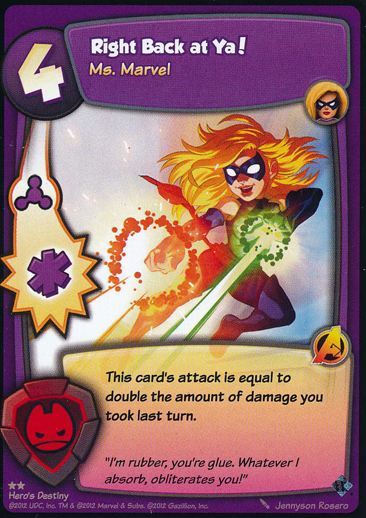 4
Right Back at Ya!
Ms. Marvel
This card's attack is equal to
double the amount of damage you
took last turn.
"I'm rubber, you're glue. Whatever I
absorb, obliterates you!"
Hero's Destiny
©2012 UDC, Inc. TM & ©2012 Marvel & Subs. ©2012 Gazillion, Inc.
Jennyson Rosero